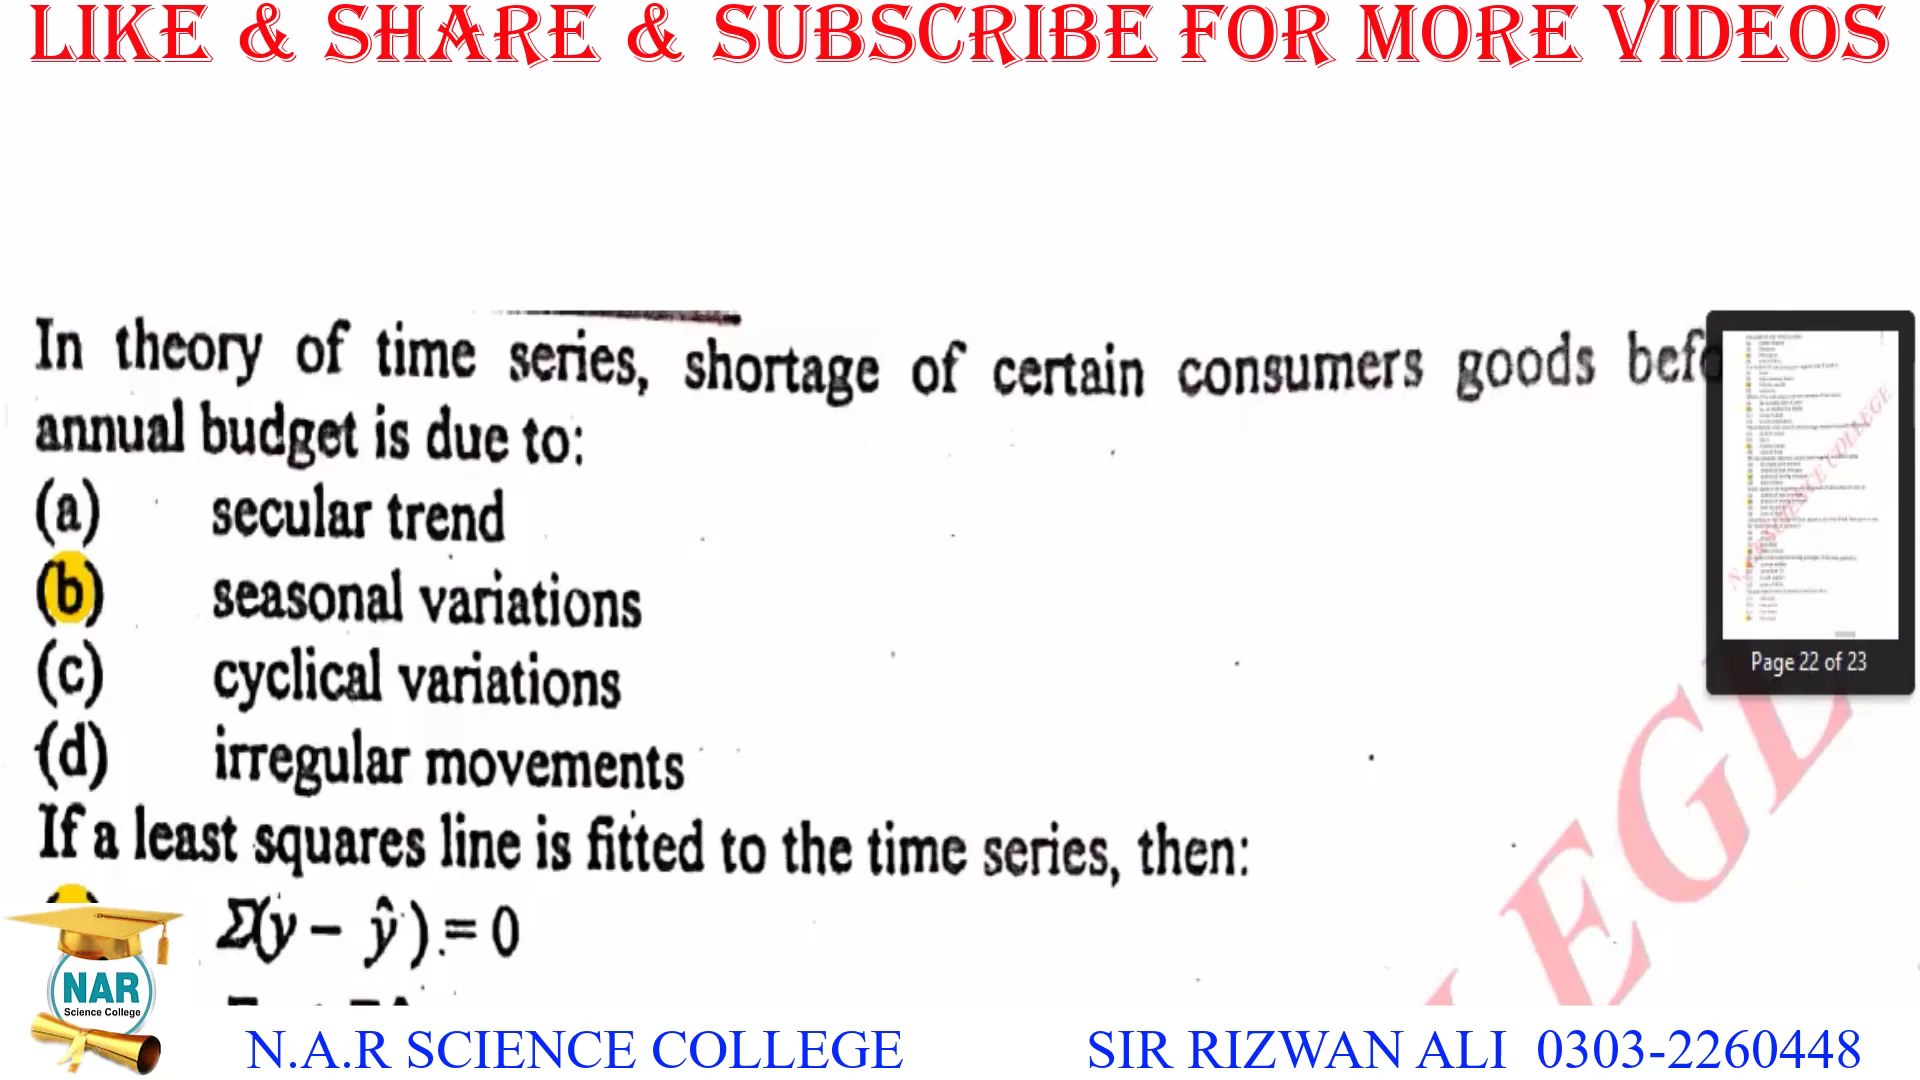 LIKE & SHARE & SUBSCRIBE FOR MORE VIDEOS
In theory of time series, shortage of certain consumers goods befo
annual budget is due to:
(a) secular trend
(b) seasonal variations
(c) cyclical variations
(d) irregular movements
If a least squares line is fitted to the time series, then:
Σ(y − ŷ) = 0
Page 22 of 23
EGE
NAR
Science College
N.A.R SCIENCE COLLEGE SIR RIZWAN ALI 0303-2260448